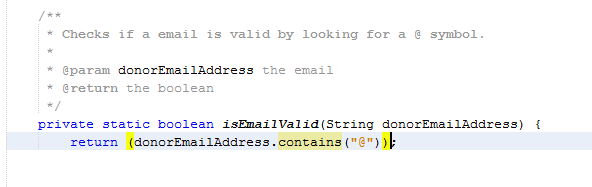 /**
* Checks if a email is valid by looking for a @ symbol.
*
* @param donorEmailAddress the email
* @return the boolean
*/
private static boolean isEmailValid(String donorEmailAddress) {
return (donorEmailAddress.contains("@"));